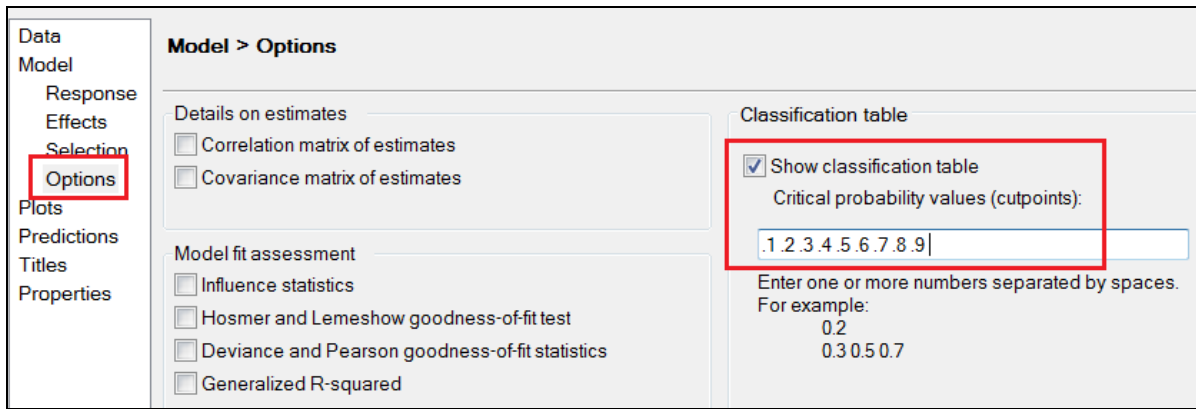 Data
Model
Response
Effects
Selection
Options
Plots
Predictions
Titles
Properties
Model > Options
Details on estimates
Correlation matrix of estimates
Covariance matrix of estimates
Model fit assessment
Influence statistics
Hosmer and Lemeshow goodness-of-fit test
Deviance and Pearson goodness-of-fit statistics
Generalized R-squared
Classification table
Show classification table
Critical probability values (cutpoints):
.1 .2 .3 .4 .5 .6 .7 .8 .9
Enter one or more numbers separated by spaces.
For example:
0.2
0.3 0.5 0.7